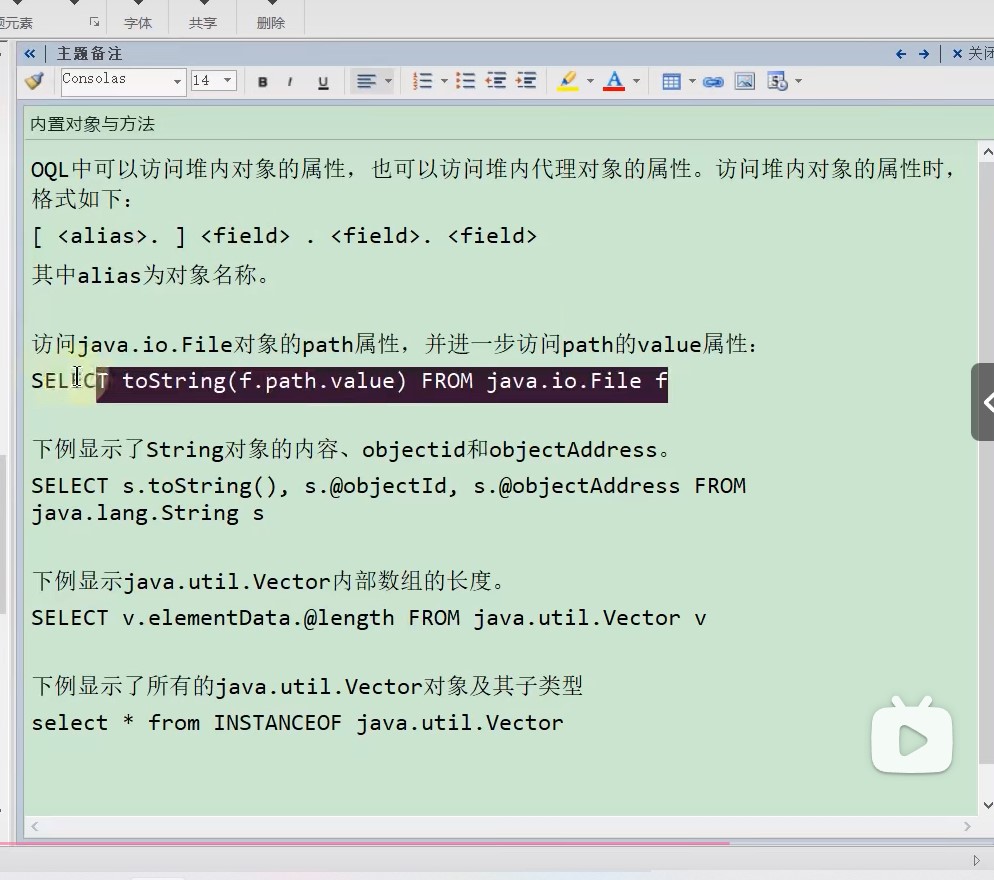 字体
共享
删除
主题备注
关闭
Consolas
14
B I U
内置对象与方法
OQL中可以访问堆内对象的属性，也可以访问堆内代理对象的属性。访问堆内对象的属性时，
格式如下：
[ <alias>. ] <field> . <field>. <field>
其中alias为对象名称。
访问java.io.File对象的path属性，并进一步访问path的value属性：
SELECT toString(f.path.value) FROM java.io.File f
下例显示了String对象的内容、objectid和objectAddress。
SELECT s.toString(), s.@objectId, s.@objectAddress FROM
java.lang.String s
下例显示java.util.Vector内部数组的长度。
SELECT v.elementData.@length FROM java.util.Vector v
下例显示了所有的java.util.Vector对象及其子类型
select * from INSTANCEOF java.util.Vector